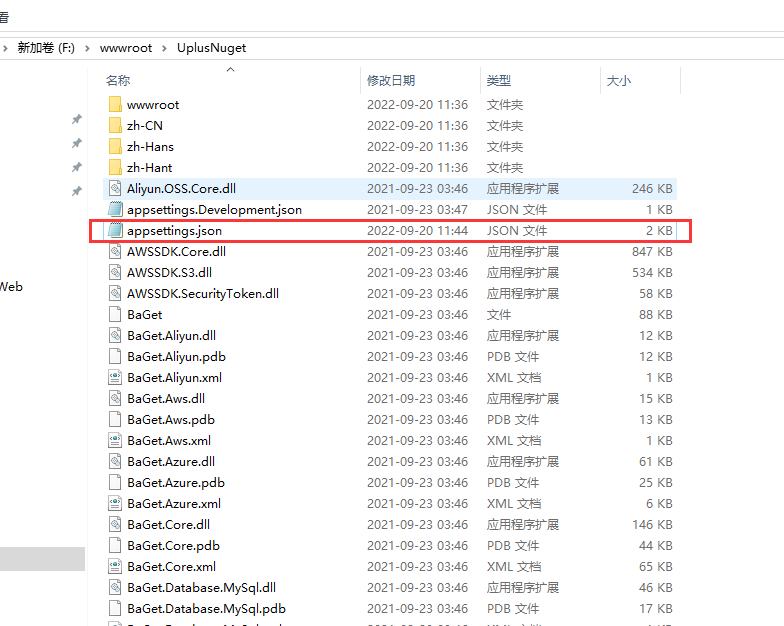 看
新加卷 (F:) › wwwroot › UplusNuget
名称 修改日期 类型 大小
wwwroot 2022-09-20 11:36 文件夹
zh-CN 2022-09-20 11:36 文件夹
zh-Hans 2022-09-20 11:36 文件夹
zh-Hant 2022-09-20 11:36 文件夹
Aliyun.OSS.Core.dll 2021-09-23 03:46 应用程序扩展 246 KB
appsettings.Development.json 2021-09-23 03:47 JSON 文件 1 KB
appsettings.json 2022-09-20 11:44 JSON 文件 2 KB
AWSSDK.Core.dll 2021-09-23 03:46 应用程序扩展 847 KB
AWSSDK.S3.dll 2021-09-23 03:46 应用程序扩展 534 KB
Web AWSSDK.SecurityToken.dll 2021-09-23 03:46 应用程序扩展 58 KB
BaGet 2021-09-23 03:46 文件 88 KB
BaGet.Aliyun.dll 2021-09-23 03:46 应用程序扩展 12 KB
BaGet.Aliyun.pdb 2021-09-23 03:46 PDB 文件 12 KB
BaGet.Aliyun.xml 2021-09-23 03:46 XML 文档 1 KB
BaGet.Aws.dll 2021-09-23 03:46 应用程序扩展 15 KB
BaGet.Aws.pdb 2021-09-23 03:46 PDB 文件 13 KB
BaGet.Aws.xml 2021-09-23 03:46 XML 文档 1 KB
BaGet.Azure.dll 2021-09-23 03:46 应用程序扩展 61 KB
BaGet.Azure.pdb 2021-09-23 03:46 PDB 文件 25 KB
BaGet.Azure.xml 2021-09-23 03:46 XML 文档 6 KB
BaGet.Core.dll 2021-09-23 03:46 应用程序扩展 146 KB
BaGet.Core.pdb 2021-09-23 03:46 PDB 文件 44 KB
BaGet.Core.xml 2021-09-23 03:46 XML 文档 65 KB
BaGet.Database.MySql.dll 2021-09-23 03:46 应用程序扩展 46 KB
BaGet.Database.MySql.pdb 2021-09-23 03:46 PDB 文件 17 KB